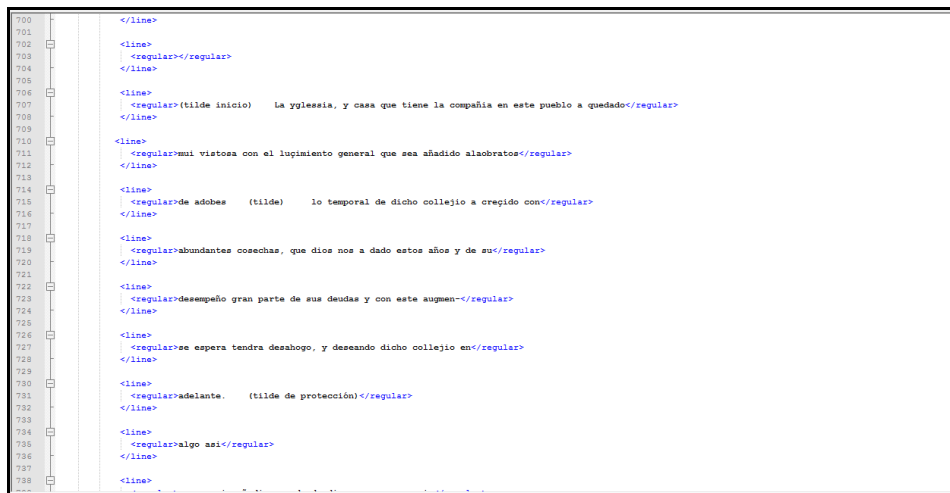 700 </line>
701
702 <line>
703 <regular></regular>
704 </line>
705
706 <line>
707 <regular>(tilde inicio)    La yglessia, y casa que tiene la compañia en este pueblo a quedado</regular>
708 </line>
709
710 <line>
711 <regular>mui vistosa con el luçimiento general que sea añadido alaobratos</regular>
712 </line>
713
714 <line>
715 <regular>de adobes    (tilde)    lo temporal de dicho collejio a creçido con</regular>
716 </line>
717
718 <line>
719 <regular>abundantes cosechas, que dios nos a dado estos años y de su</regular>
720 </line>
721
722 <line>
723 <regular>desempeño gran parte de sus deudas y con este augmen-</regular>
724 </line>
725
726 <line>
727 <regular>se espera tendra desahogo, y deseando dicho collejio en</regular>
728 </line>
729
730 <line>
731 <regular>adelante.    (tilde de protección)</regular>
732 </line>
733
734 <line>
735 <regular>algo asi</regular>
736 </line>
737
738 <line>